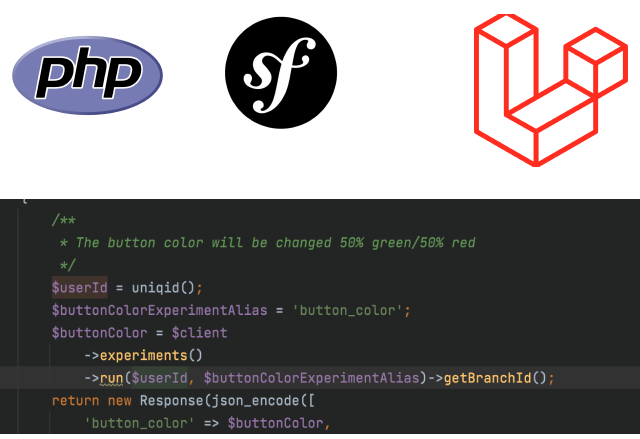 php
sf
{
/**
* The button color will be changed 50% green/50% red
*/
$userId = uniqid();
$buttonColorExperimentAlias = 'button_color';
$buttonColor = $client
->experiments()
->run($userId, $buttonColorExperimentAlias)->getBranchId();
return new Response(json_encode([
'button_color' => $buttonColor,